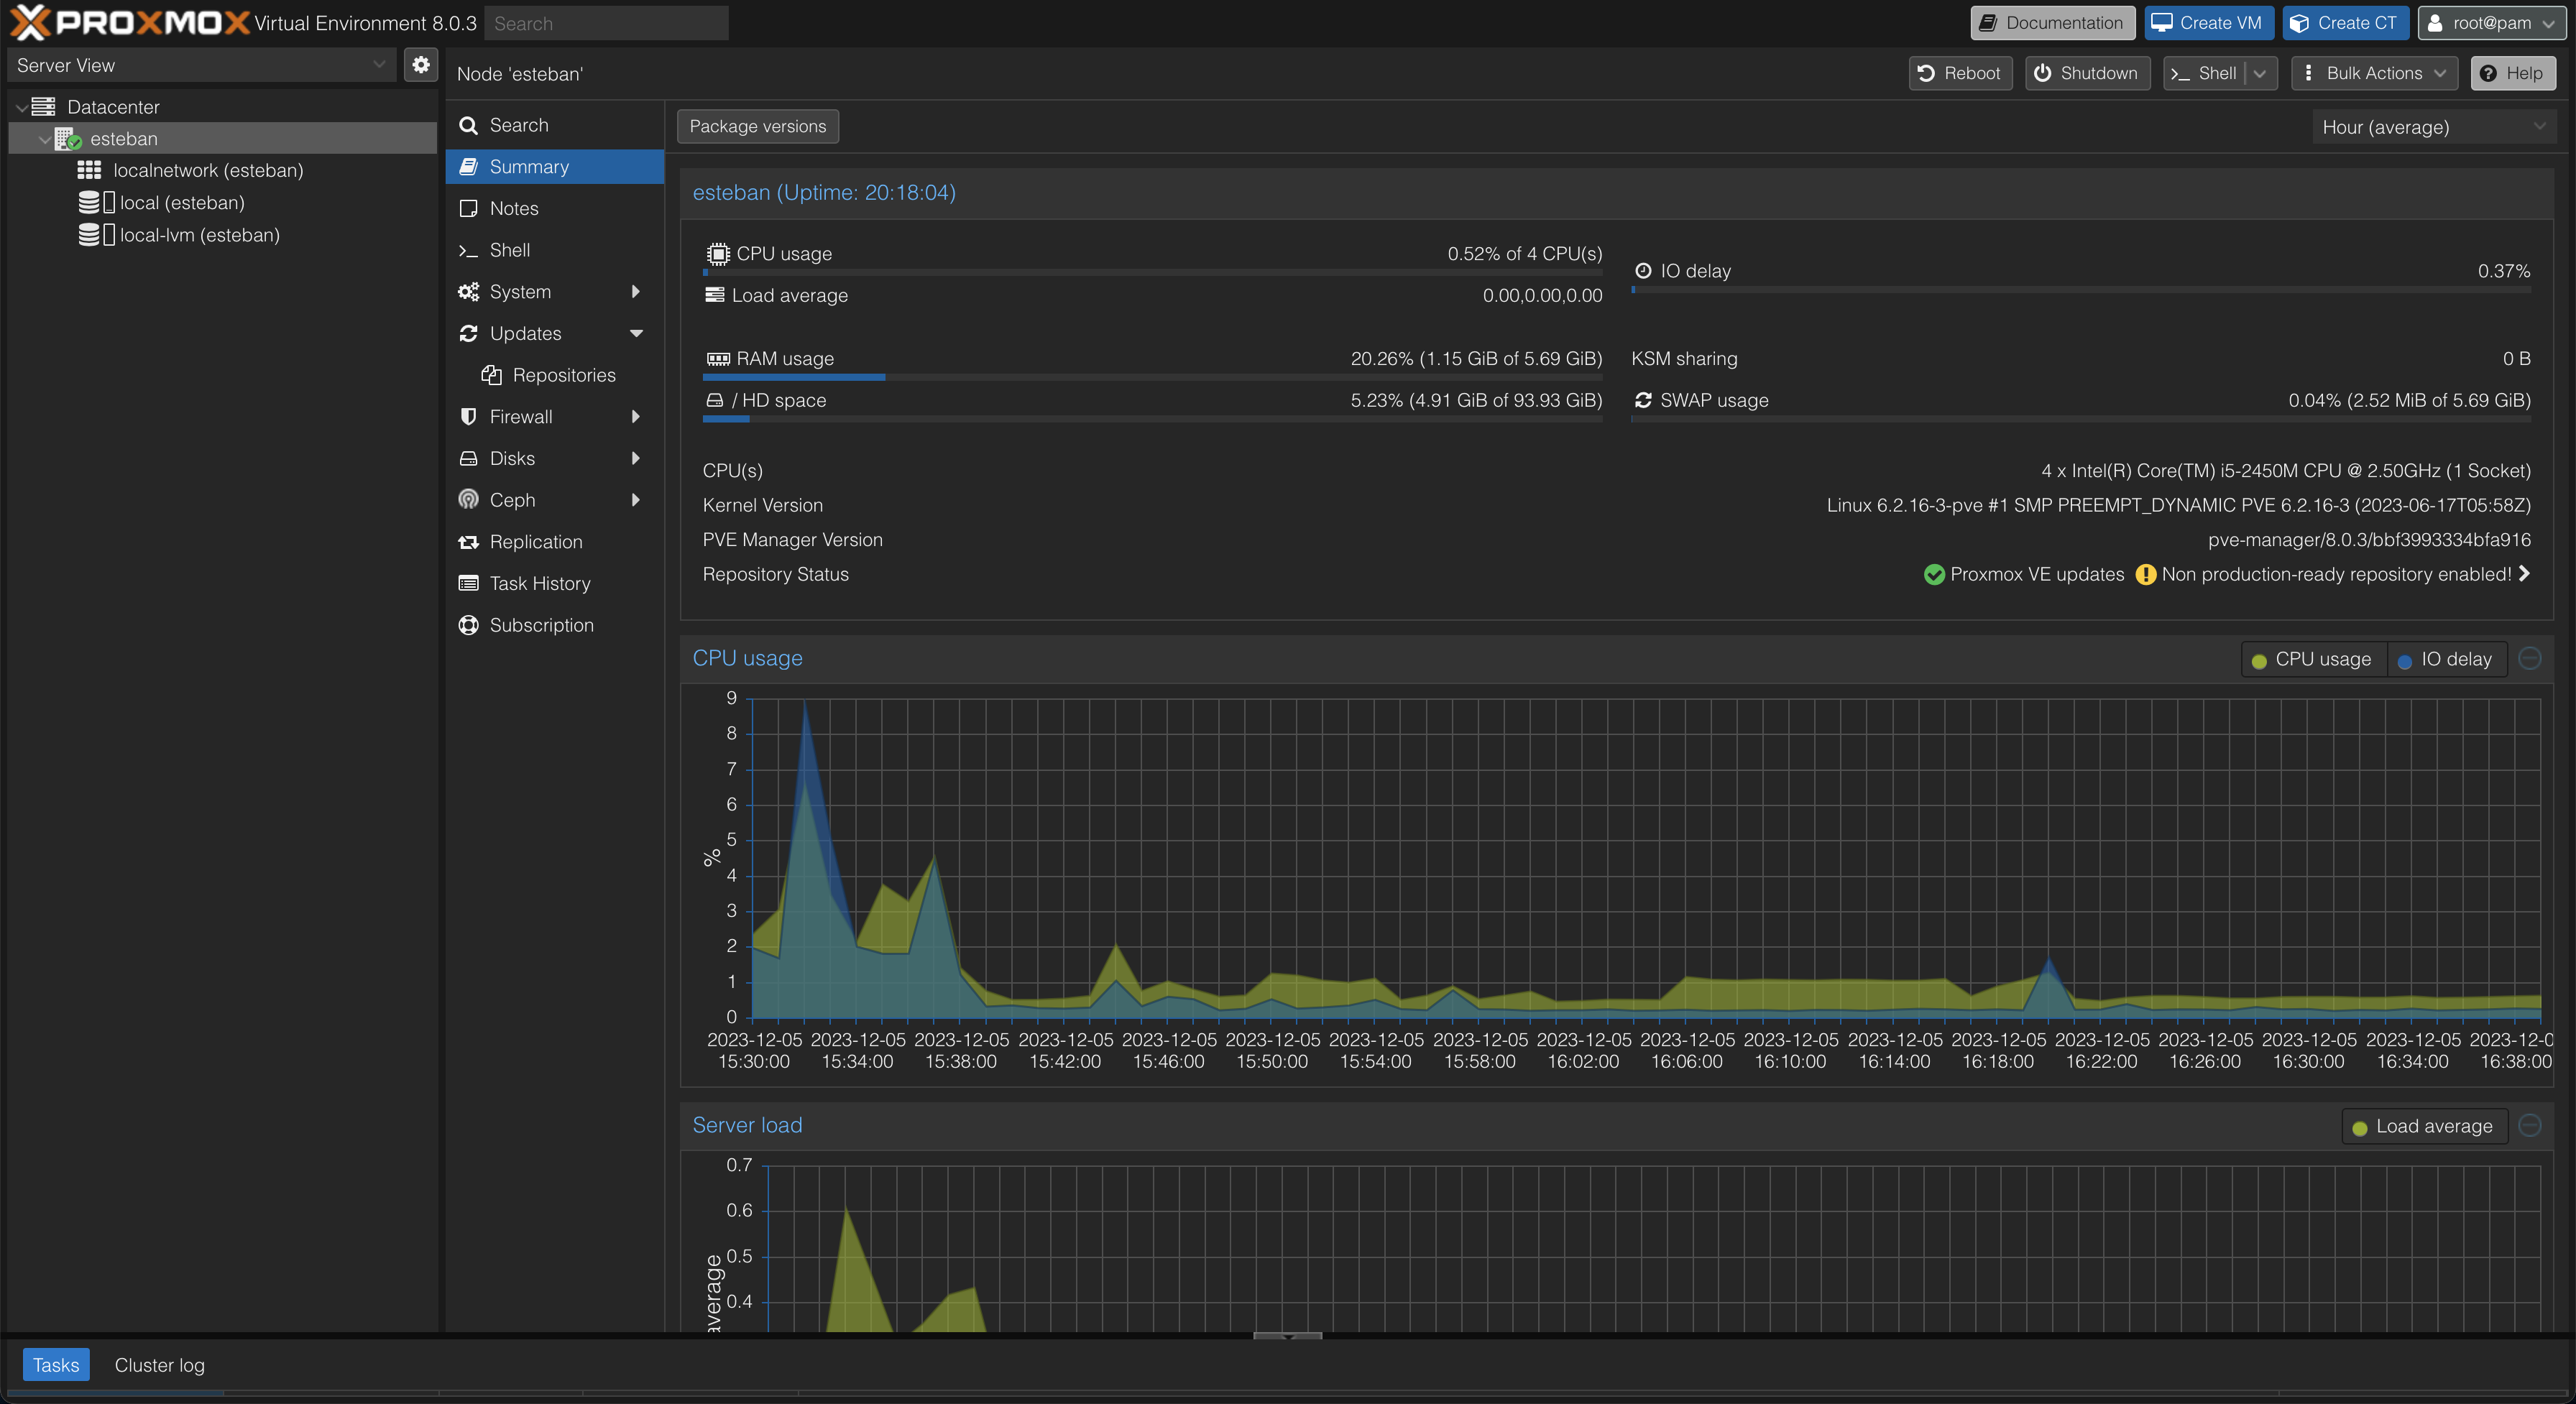 PROXMOX Virtual Environment 8.0.3 Search Documentation Create VM Create CT root@pam
Server View
Datacenter
esteban
localnetwork (esteban)
local (esteban)
local-lvm (esteban)
Node 'esteban' Reboot Shutdown Shell Bulk Actions Help
Search
Summary
Notes
Shell
System
Updates
Repositories
Firewall
Disks
Ceph
Replication
Task History
Subscription
Package versions Hour (average)
esteban (Uptime: 20:18:04)
CPU usage 0.52% of 4 CPU(s)
IO delay 0.37%
Load average 0.00,0.00,0.00
RAM usage 20.26% (1.15 GiB of 5.69 GiB) KSM sharing 0 B
/ HD space 5.23% (4.91 GiB of 93.93 GiB) SWAP usage 0.04% (2.52 MiB of 5.69 GiB)
CPU(s) 4 x Intel(R) Core(TM) i5-2450M CPU @ 2.50GHz (1 Socket)
Kernel Version Linux 6.2.16-3-pve #1 SMP PREEMPT_DYNAMIC PVE 6.2.16-3 (2023-06-17T05:58Z)
PVE Manager Version pve-manager/8.0.3/bbf3993334bfa916
Repository Status Proxmox VE updates Non production-ready repository enabled!
CPU usage CPU usage IO delay
9
8
7
6
5
%
4
3
2
1
0
2023-12-05 2023-12-05 2023-12-05 2023-12-05 2023-12-05 2023-12-05 2023-12-05 2023-12-05 2023-12-05 2023-12-05 2023-12-05 2023-12-05 2023-12-05 2023-12-05 2023-12-05 2023-12-05 2023-12-05 2023-12-0
15:30:00 15:34:00 15:38:00 15:42:00 15:46:00 15:50:00 15:54:00 15:58:00 16:02:00 16:06:00 16:10:00 16:14:00 16:18:00 16:22:00 16:26:00 16:30:00 16:34:00 16:38:00
Server load Load average
0.7
0.6
0.5
0.4
average
Tasks Cluster log